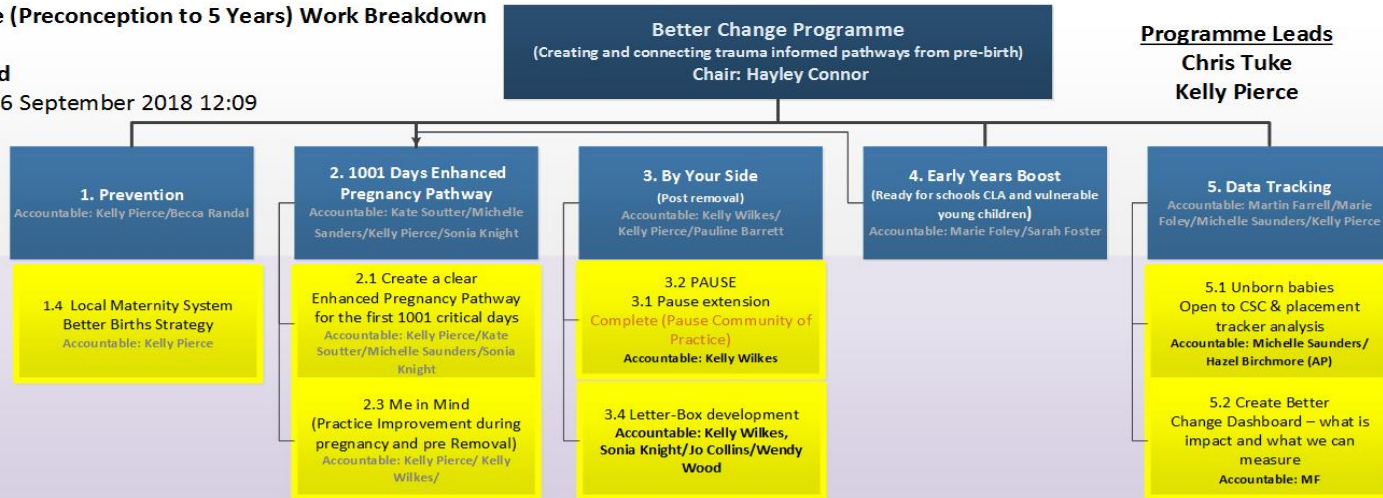 e (Preconception to 5 Years) Work Breakdown
d
6 September 2018 12:09
Better Change Programme
(Creating and connecting trauma informed pathways from pre-birth)
Chair: Hayley Connor
Programme Leads
Chris Tuke
Kelly Pierce
1. Prevention
Accountable: Kelly Pierce/Becca Randal
1.4 Local Maternity System
Better Births Strategy
Accountable: Kelly Pierce
2. 1001 Days Enhanced
Pregnancy Pathway
Accountable: Kate Soutter/Michelle
Sanders/Kelly Pierce/Sonia Knight
2.1 Create a clear
Enhanced Pregnancy Pathway
for the first 1001 critical days
Accountable: Kelly Pierce/Kate
Soutter/Michelle Saunders/Sonia
Knight
2.3 Me in Mind
(Practice Improvement during
pregnancy and pre Removal)
Accountable: Kelly Pierce/ Kelly
Wilkes/
3. By Your Side
(Post removal)
Accountable: Kelly Wilkes/
Kelly Pierce/Pauline Barrett
3.2 PAUSE
3.1 Pause extension
Complete (Pause Community of
Practice)
Accountable: Kelly Wilkes
3.4 Letter-Box development
Accountable: Kelly Wilkes,
Sonia Knight/Jo Collins/Wendy
Wood
4. Early Years Boost
(Ready for schools CLA and vulnerable
young children)
Accountable: Marie Foley/Sarah Foster
5. Data Tracking
Accountable: Martin Farrell/Marie
Foley/Michelle Saunders/Kelly Pierce
5.1 Unborn babies
Open to CSC & placement
tracker analysis
Accountable: Michelle Saunders/
Hazel Birchmore (AP)
5.2 Create Better
Change Dashboard – what is
impact and what we can
measure
Accountable: MF